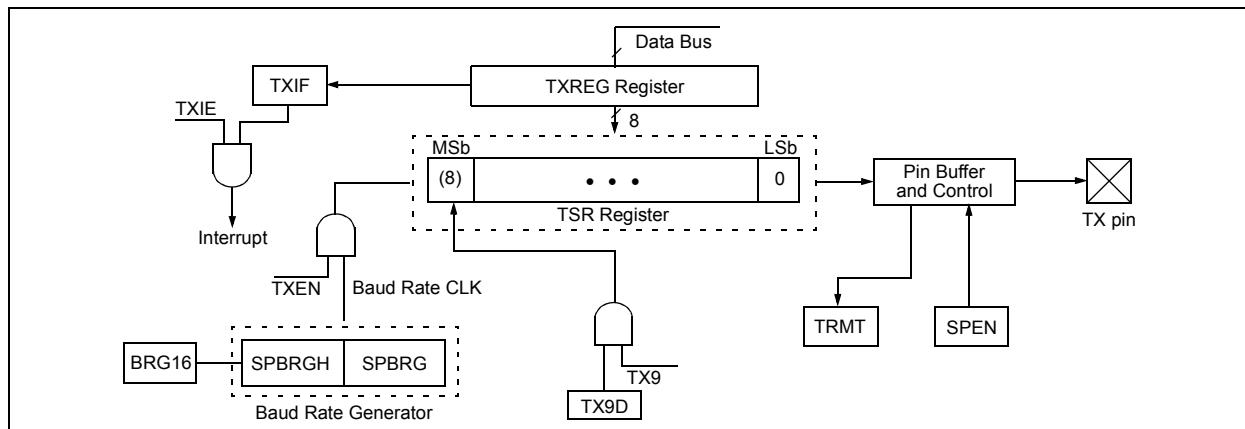 Data Bus
TXIF
TXREG Register
TXIE
8
MSb
LSb
(8)
• • •
0
TSR Register
Pin Buffer
and Control
TX pin
Interrupt
TXEN
Baud Rate CLK
TRMT
SPEN
BRG16
SPBRGH
SPBRG
TX9
TX9D
Baud Rate Generator